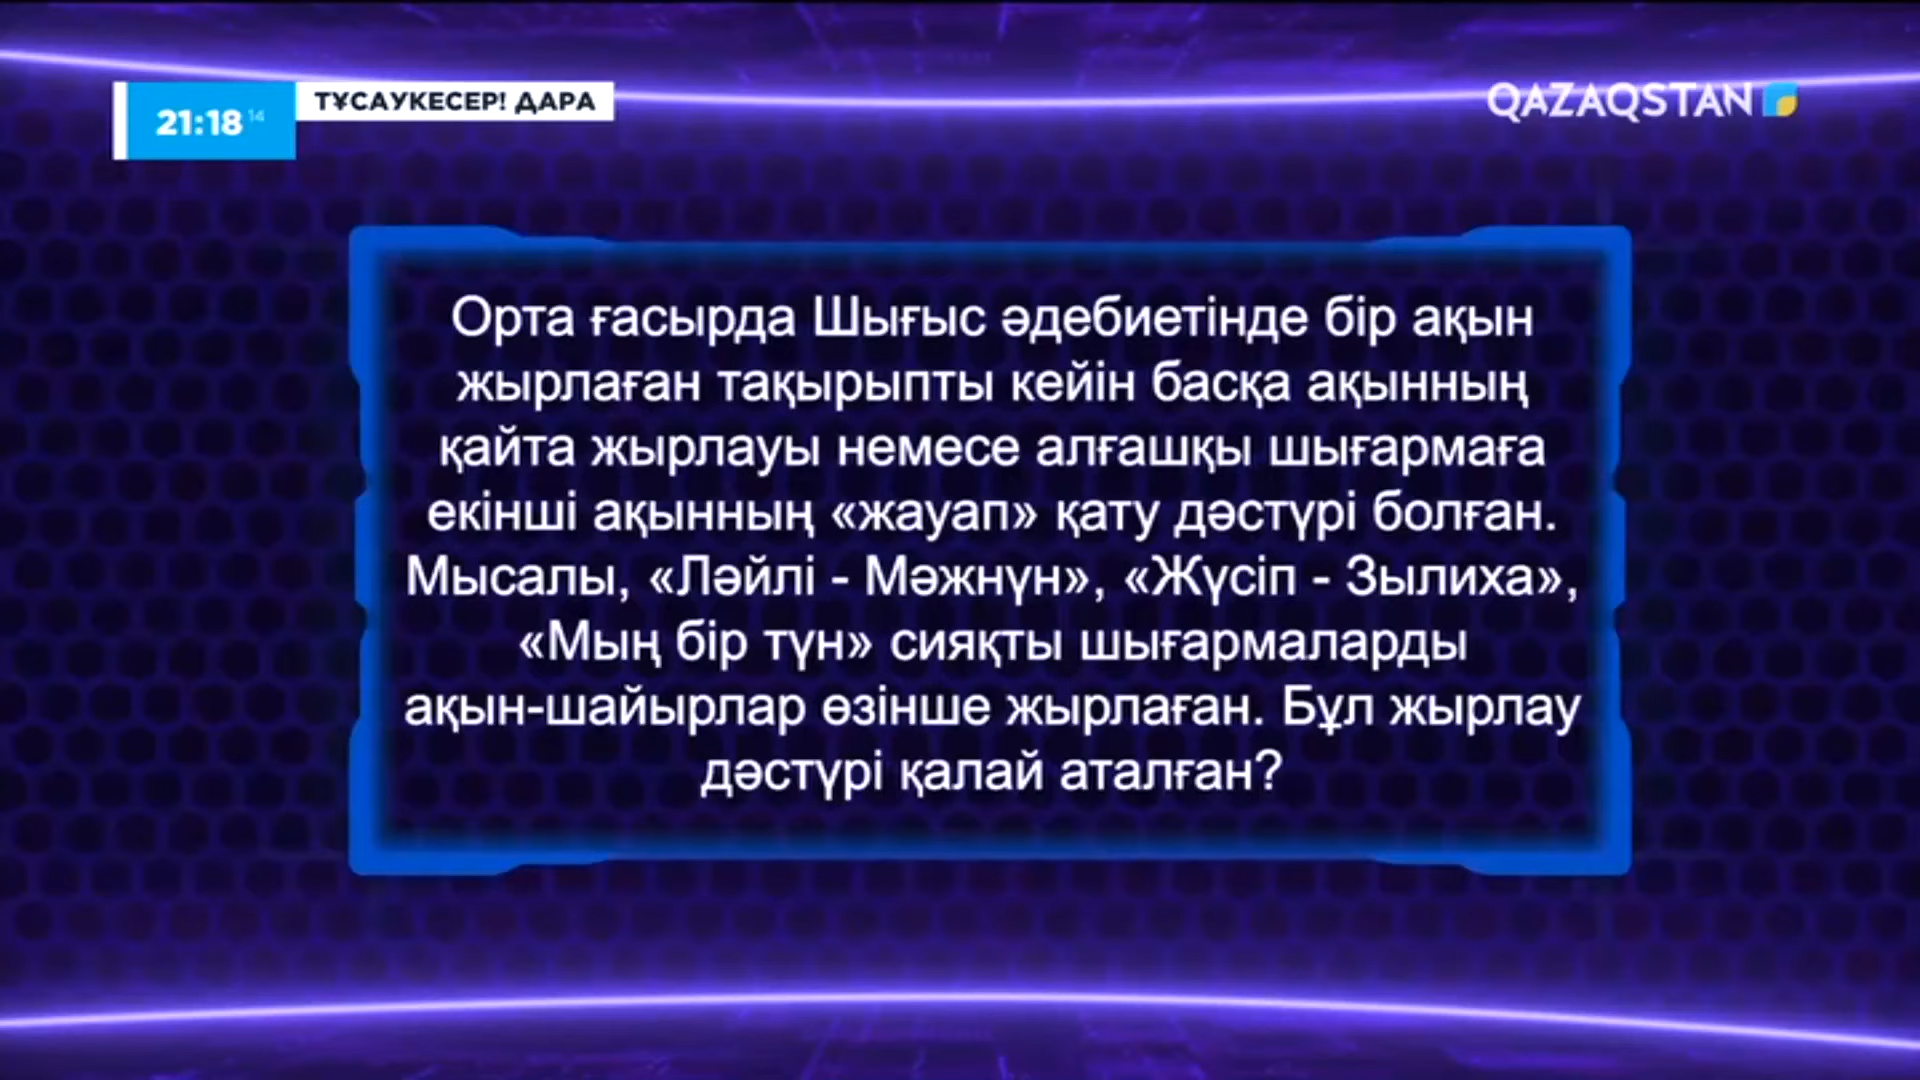 21:18 14
ТҰСАУКЕСЕР! ДАРА
QAZAQSTAN
Орта ғасырда Шығыс әдебиетінде бір ақын
жырлаған тақырыпты кейін басқа ақынның
қайта жырлауы немесе алғашқы шығармаға
екінші ақынның «жауап» қату дәстүрі болған.
Мысалы, «Ләйлі - Мәжнүн», «Жүсіп - Зылиха»,
«Мың бір түн» сияқты шығармаларды
ақын-шайырлар өзінше жырлаған. Бұл жырлау
дәстүрі қалай аталған?